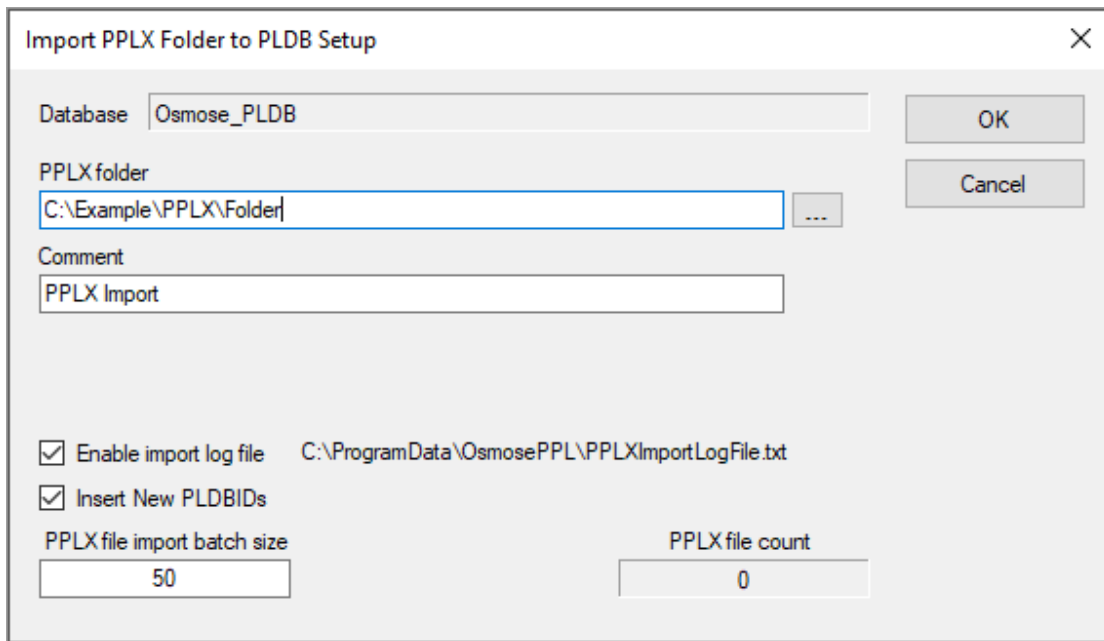 Import PPLX Folder to PLDB Setup
Database Osmose_PLDB
OK
PPLX folder
Cancel
C:\Example\PPLX\Folder
...
Comment
PPLX Import
Enable import log file C:\ProgramData\OsmosePPL\PPLXImportLogFile.txt
Insert New PLDBIDs
PPLX file import batch size PPLX file count
50 0